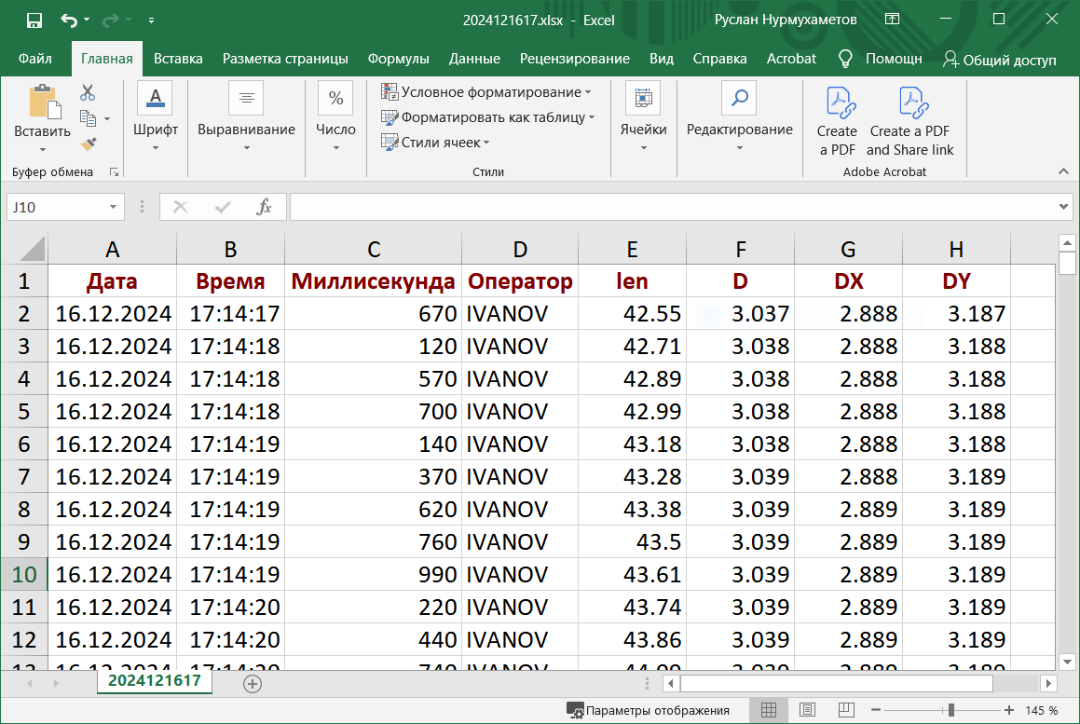 2024121617.xlsx - Excel
Руслан Нурмухаметов
Файл Главная Вставка Разметка страницы Формулы Данные Рецензирование Вид Справка Acrobat Помощн Общий доступ
Вставить
Буфер обмена
Шрифт
Выравнивание
%
Число
Условное форматирование
Форматировать как таблицу
Стили ячеек
Стили
Ячейки
Редактирование
Create a PDF
Create a PDF and Share link
Adobe Acrobat
J10 fx
A B C D E F G H
1 Дата Время Миллисекунда Оператор len D DX DY
2 16.12.2024 17:14:17 670 IVANOV 42.55 3.037 2.888 3.187
3 16.12.2024 17:14:18 120 IVANOV 42.71 3.038 2.888 3.188
4 16.12.2024 17:14:18 570 IVANOV 42.89 3.038 2.888 3.188
5 16.12.2024 17:14:18 700 IVANOV 42.99 3.038 2.888 3.188
6 16.12.2024 17:14:19 140 IVANOV 43.18 3.038 2.888 3.188
7 16.12.2024 17:14:19 370 IVANOV 43.28 3.039 2.888 3.189
8 16.12.2024 17:14:19 620 IVANOV 43.38 3.039 2.889 3.189
9 16.12.2024 17:14:19 760 IVANOV 43.5 3.039 2.889 3.189
10 16.12.2024 17:14:19 990 IVANOV 43.61 3.039 2.889 3.189
11 16.12.2024 17:14:20 220 IVANOV 43.74 3.039 2.889 3.189
12 16.12.2024 17:14:20 440 IVANOV 43.86 3.039 2.889 3.189
2024121617
Параметры отображения 145 %